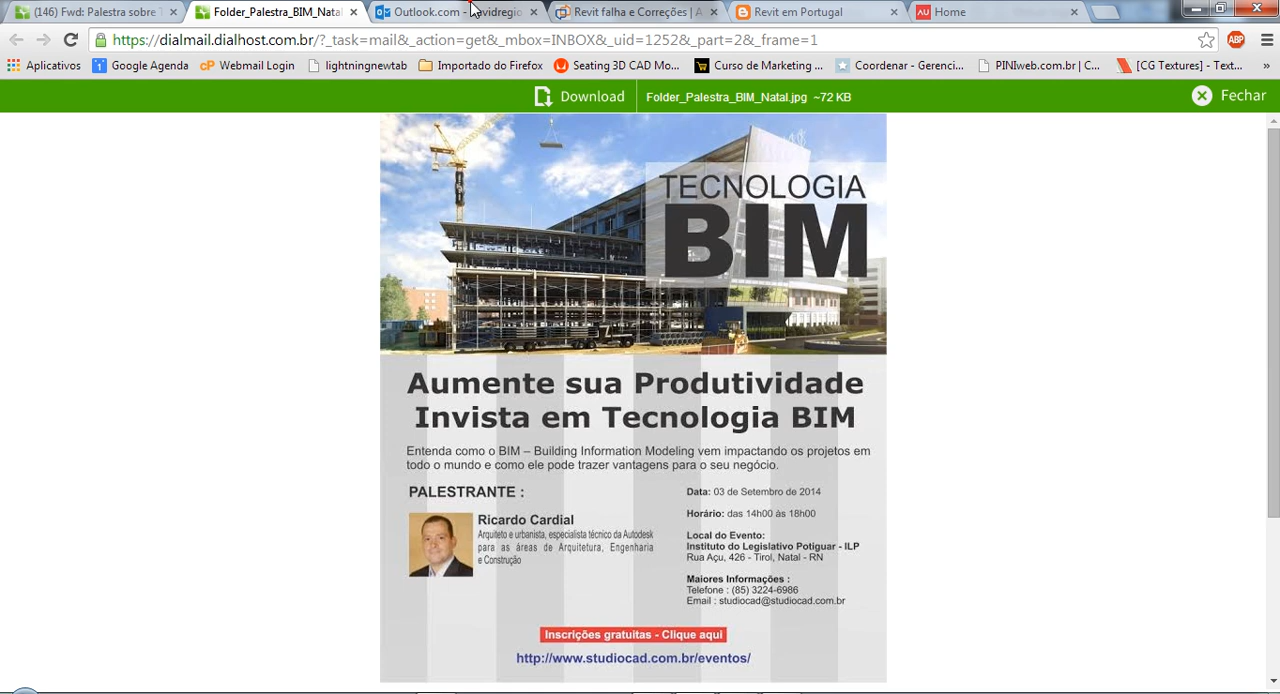 (146) Fwd: Palestra sobre T
Folder_Palestra_BIM_Natal
Outlook.com -
Revit falha e Correções | A
Revit em Portugal
Home
https://dialmail.dialhost.com.br/?_task=mail&_action=get&_mbox=INBOX&_uid=1252&_part=2&_frame=1
ABP
Aplicativos
Google Agenda
Webmail Login
lightningnewtab
Importado do Firefox
Seating 3D CAD Mo...
Curso de Marketing ...
Coordenar - Gerenci...
PINIweb.com.br | C...
[CG Textures] - Text...
»
Download
Folder_Palestra_BIM_Natal.jpg ~72 KB
Fechar
TECNOLOGIA
BIM
Aumente sua Produtividade
Invista em Tecnologia BIM
Entenda como o BIM – Building Information Modeling vem impactando os projetos em
todo o mundo e como ele pode trazer vantagens para o seu negócio.
PALESTRANTE :
Ricardo Cardial
Arquiteto e urbanista, especialista técnico da Autodesk
para as áreas de Arquitetura, Engenharia
e Construção
Data: 03 de Setembro de 2014
Horário: das 14h00 às 18h00
Local do Evento:
Instituto do Legislativo Potiguar - ILP
Rua Açu, 426 - Tirol, Natal - RN
Maiores Informações :
Telefone : (85) 3224-6986
Email : studiocad@studiocad.com.br
Inscrições gratuitas - Clique aqui
http://www.studiocad.com.br/eventos/